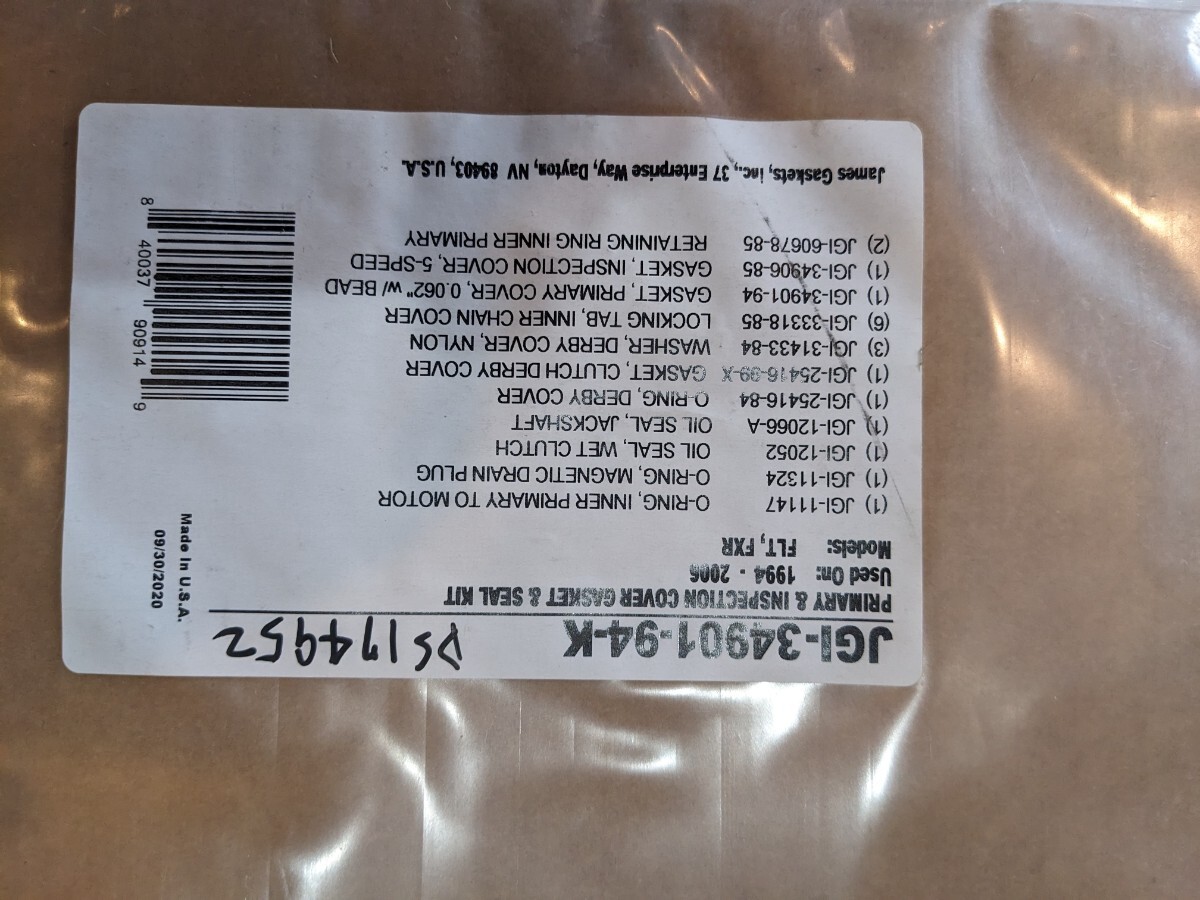 JGI-34901-94-K
DS174952
PRIMARY & INSPECTION COVER GASKET & SEAL KIT
Used On: 1994 - 2006
Models: FLT, FXR
(1) JGI-11147 O-RING, INNER PRIMARY TO MOTOR
(1) JGI-11324 O-RING, MAGNETIC DRAIN PLUG
(1) JGI-12052 OIL SEAL, WET CLUTCH
(1) JGI-12066-A OIL SEAL, JACKSHAFT
(1) JGI-25416-84 O-RING, DERBY COVER
(1) JGI-25416-99-X GASKET, CLUTCH DERBY COVER
(3) JGI-31433-84 WASHER, DERBY COVER, NYLON
(6) JGI-33318-85 LOCKING TAB, INNER CHAIN COVER
(1) JGI-34901-94 GASKET, PRIMARY COVER, 0.062" w/ BEAD
(1) JGI-34906-85 GASKET, INSPECTION COVER, 5-SPEED
(2) JGI-60678-85 RETAINING RING INNER PRIMARY
James Gaskets, inc., 37 Enterprise Way, Dayton, NV 89403, U.S.A.
Made In U.S.A.
09/30/2020
8 40037 90914 9